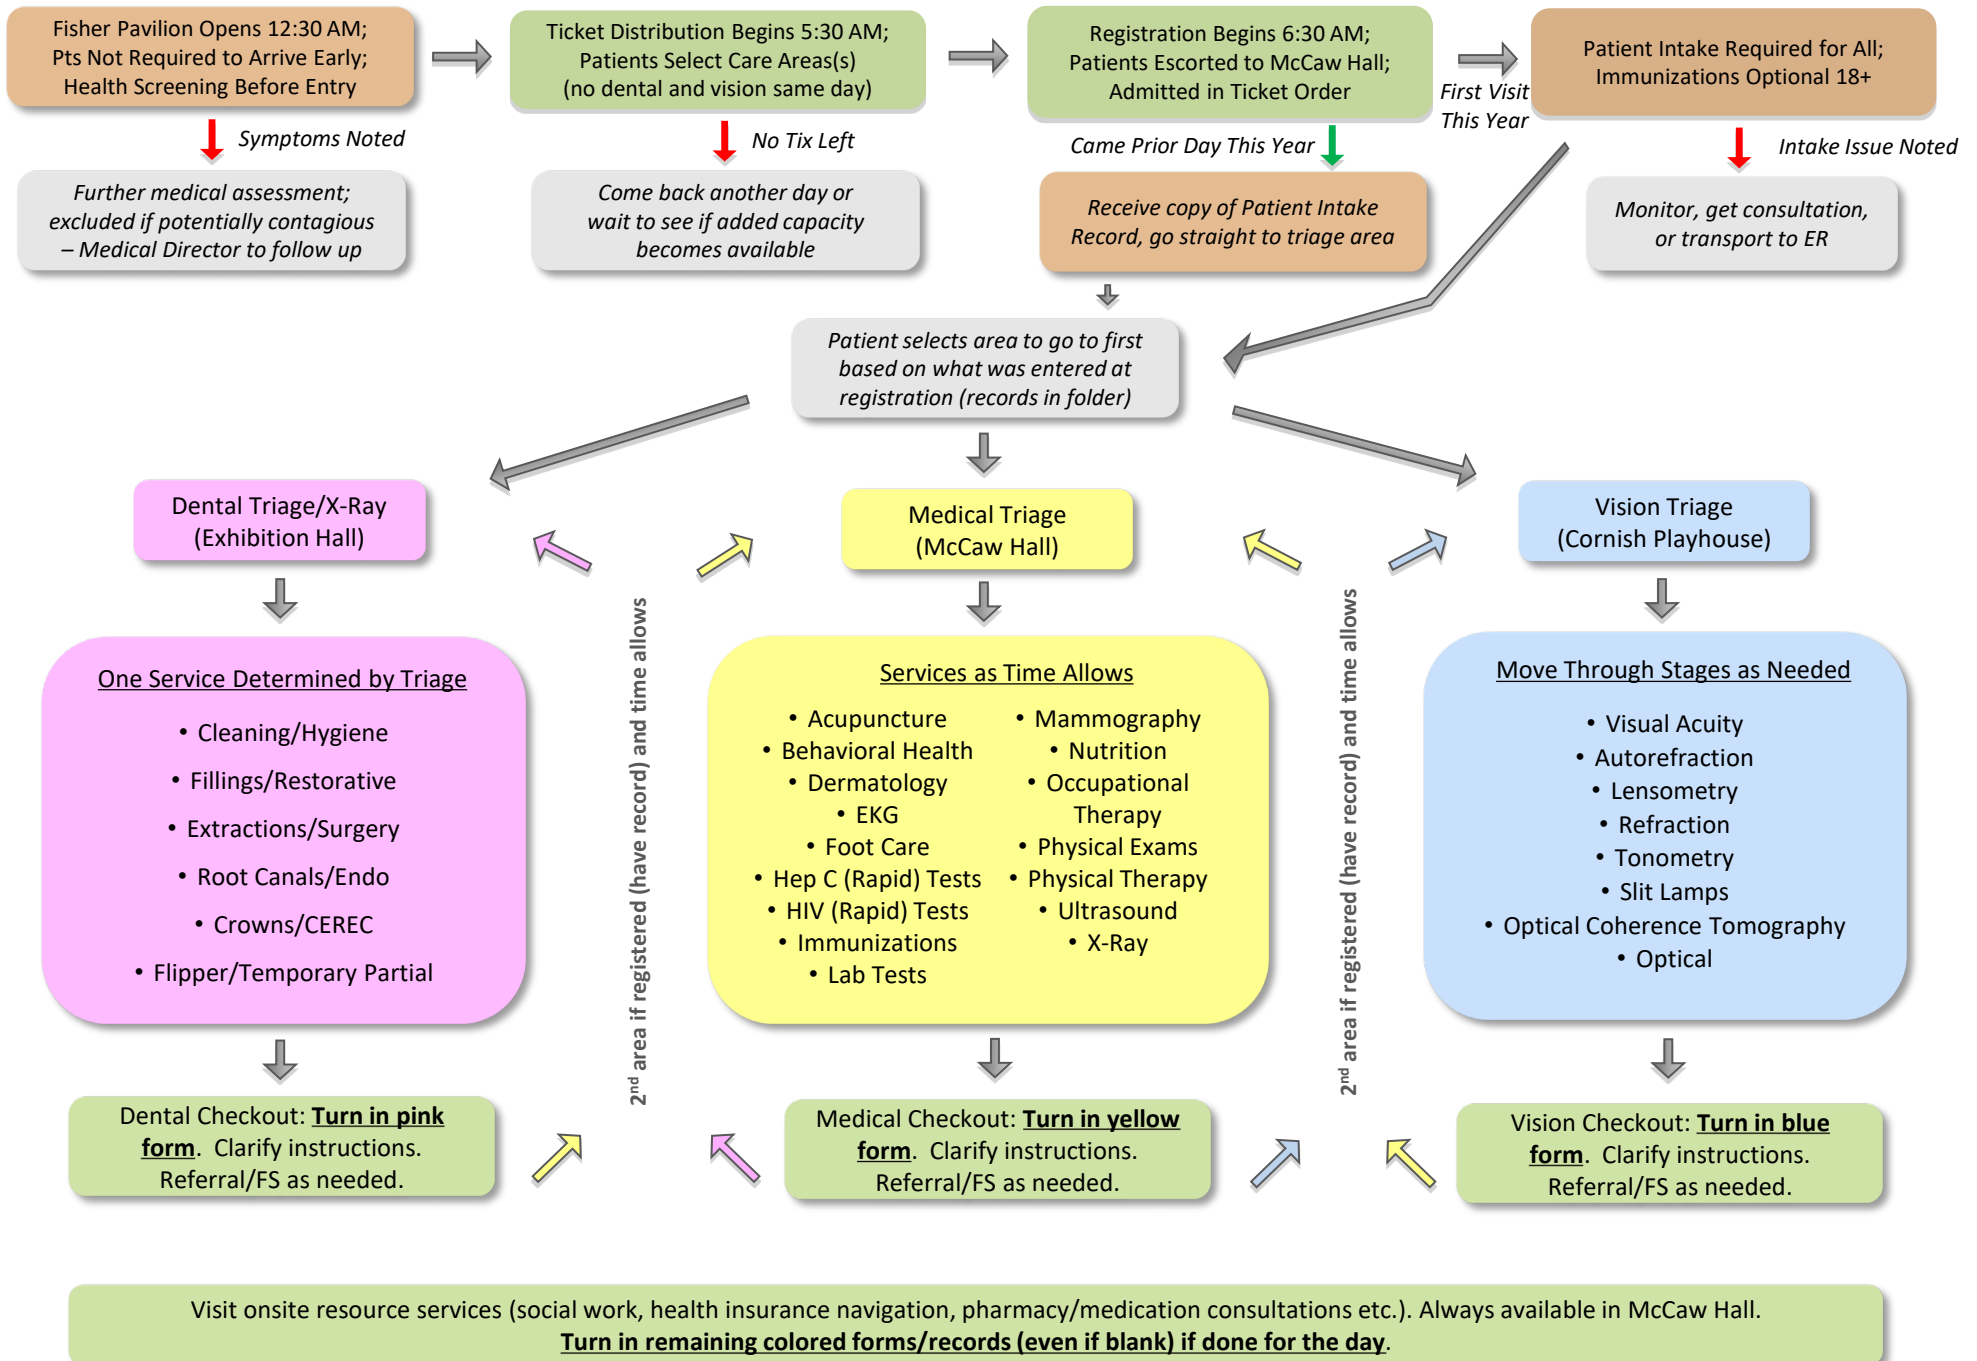 Fisher Pavilion Opens 12:30 AM;
Pts Not Required to Arrive Early;
Health Screening Before Entry
Ticket Distribution Begins 5:30 AM;
Patients Select Care Areas(s)
(no dental and vision same day)
Registration Begins 6:30 AM;
Patients Escorted to McCaw Hall;
Admitted in Ticket Order
First Visit
This Year
Patient Intake Required for All;
Immunizations Optional 18+
Symptoms Noted
No Tix Left
Came Prior Day This Year
Intake Issue Noted
Further medical assessment;
excluded if potentially contagious
– Medical Director to follow up
Come back another day or
wait to see if added capacity
becomes available
Receive copy of Patient Intake
Record, go straight to triage area
Monitor, get consultation,
or transport to ER
Patient selects area to go to first
based on what was entered at
registration (records in folder)
Dental Triage/X-Ray
(Exhibition Hall)
Medical Triage
(McCaw Hall)
Vision Triage
(Cornish Playhouse)
One Service Determined by Triage
• Cleaning/Hygiene
• Fillings/Restorative
• Extractions/Surgery
• Root Canals/Endo
• Crowns/CEREC
• Flipper/Temporary Partial
2nd area if registered (have record) and time allows
Services as Time Allows
• Acupuncture
• Behavioral Health
• Dermatology
• EKG
• Foot Care
• Hep C (Rapid) Tests
• HIV (Rapid) Tests
• Immunizations
• Lab Tests
• Mammography
• Nutrition
• Occupational
Therapy
• Physical Exams
• Physical Therapy
• Ultrasound
• X-Ray
2nd area if registered (have record) and time allows
Move Through Stages as Needed
• Visual Acuity
• Autorefraction
• Lensometry
• Refraction
• Tonometry
• Slit Lamps
• Optical Coherence Tomography
• Optical
Dental Checkout: Turn in pink
form. Clarify instructions.
Referral/FS as needed.
Medical Checkout: Turn in yellow
form. Clarify instructions.
Referral/FS as needed.
Vision Checkout: Turn in blue
form. Clarify instructions.
Referral/FS as needed.
Visit onsite resource services (social work, health insurance navigation, pharmacy/medication consultations etc.). Always available in McCaw Hall.
Turn in remaining colored forms/records (even if blank) if done for the day.